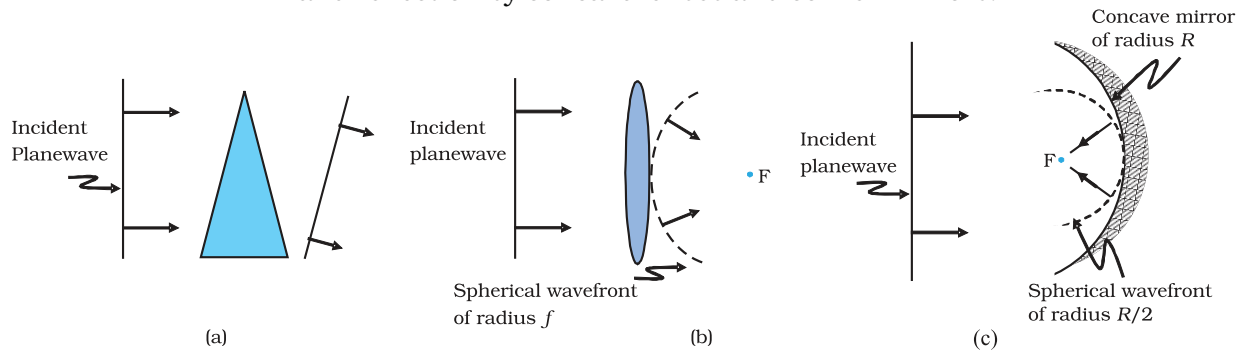 Incident
Planewave
(a)
Incident
planewave
F
Spherical wavefront
of radius f
(b)
Concave mirror
of radius R
Incident
planewave
F
Spherical wavefront
of radius R/2
(c)